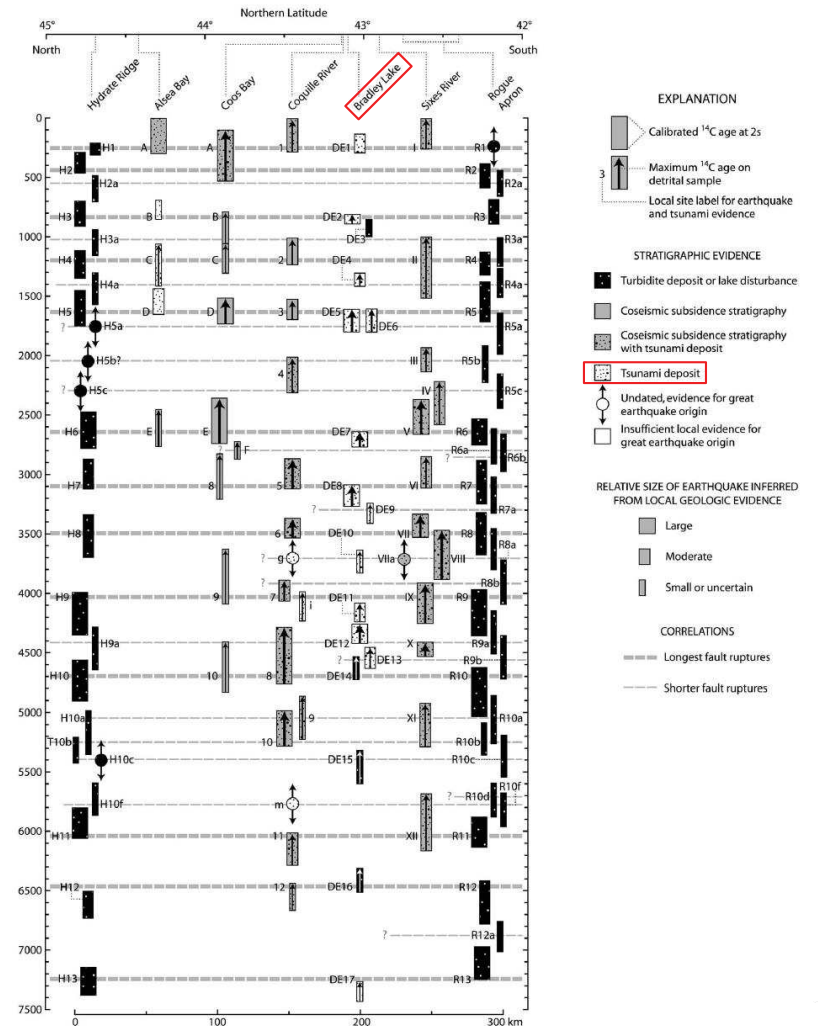 Northern Latitude
45° 44° 43° 42°
North South
Hydrate Ridge Alsea Bay Coos Bay Coquille River Bradley Lake Sixes River Rogue Apron
0
H1 A A 1 DE1 I R1
H2 R2
500
H2a R2a
H3 B B DE2 R3
DE3
1000
H3a R3a
H4 C C 2 DE4 II R4
H4a R4a
1500
H5 D D 3 DE5 R5
? H5a DE6 R5a
2000
H5b? III R5b
4
? H5c IV R5c
2500
H6 E E DE7 V R6
? F R6a
? R6b
3000
H7 8 5 DE8 VI R7
? DE9 R7a
3500
H8 6 DE10 VII R8
? g VIIa VIII R8a
? R8b
4000
H9 9 7 i DE11 IX R9
H9a DE12 X R9a
4500
? DE13 R9b
H10 10 8 DE14 R10
5000
H10a 9 XI R10a
T10b 10 R10b
H10c DE15 R10c
5500
R10f
H10f m ? R10d
6000
H11 11 XII R11
H12 12 DE16 R12
6500
? R12a
7000
H13 DE17 R13
7500
0 100 200 300 km
EXPLANATION
Calibrated ¹⁴C age at 2s
3
Maximum ¹⁴C age on
detrital sample
Local site label for earthquake
and tsunami evidence
STRATIGRAPHIC EVIDENCE
Turbidite deposit or lake disturbance
Coseismic subsidence stratigraphy
Coseismic subsidence stratigraphy
with tsunami deposit
Tsunami deposit
Undated, evidence for great
earthquake origin
Insufficient local evidence for
great earthquake origin
RELATIVE SIZE OF EARTHQUAKE INFERRED
FROM LOCAL GEOLOGIC EVIDENCE
Large
Moderate
Small or uncertain
CORRELATIONS
Longest fault ruptures
Shorter fault ruptures